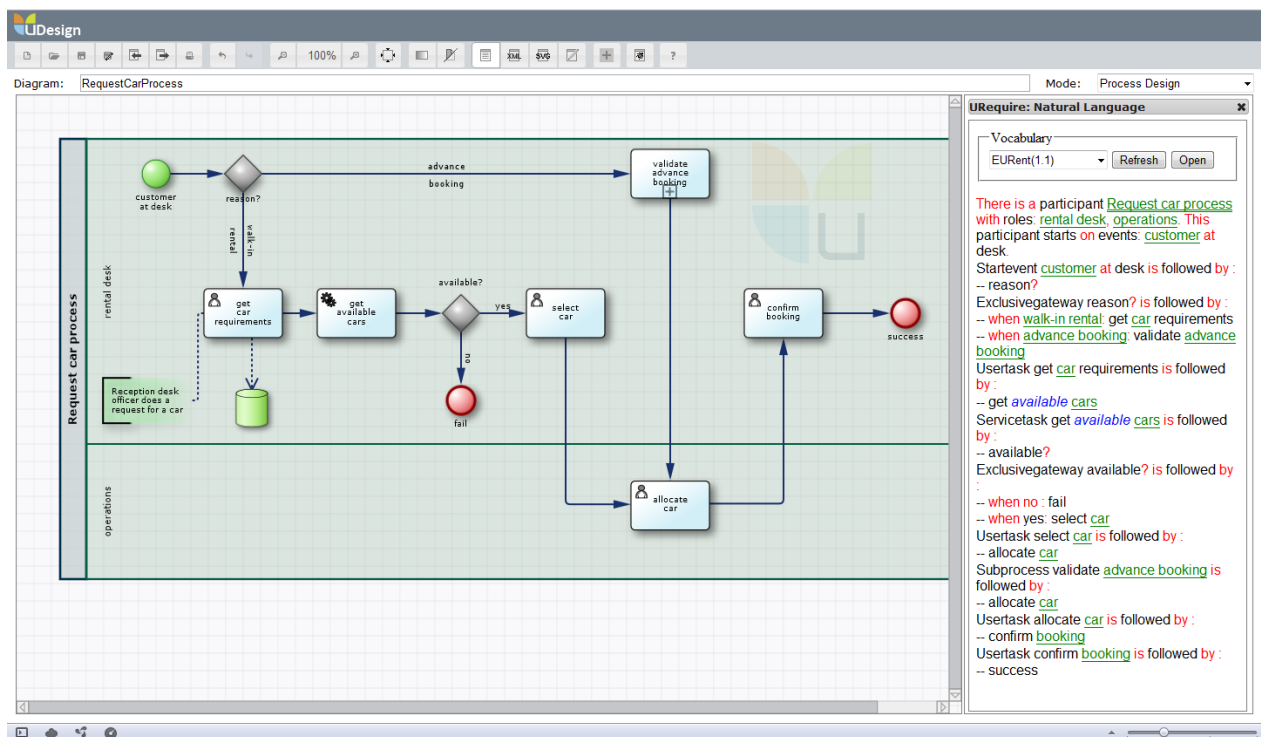 UDesign
100%
XML
SVG
?
Diagram:
RequestCarProcess
Mode:
Process Design
Request car process
rental desk
operations
customer
at desk
reason?
advance
booking
validate
advance
booking
walk-in
rental
get
car
requirements
get
available
cars
available?
yes
no
select
car
confirm
booking
success
fail
Reception desk
officer does a
request for a car
allocate
car
U
URequire: Natural Language
Vocabulary
EURent(1.1)
Refresh
Open
There is a participant Request car process
with roles: rental desk, operations. This
participant starts on events: customer at
desk.
Startevent customer at desk is followed by :
-- reason?
Exclusivegateway reason? is followed by :
-- when walk-in rental: get car requirements
-- when advance booking: validate advance
booking
Usertask get car requirements is followed
by :
-- get available cars
Servicetask get available cars is followed
by :
-- available?
Exclusivegateway available? is followed by
:
-- when no : fail
-- when yes: select car
Usertask select car is followed by :
-- allocate car
Subprocess validate advance booking is
followed by :
-- allocate car
Usertask allocate car is followed by :
-- confirm booking
Usertask confirm booking is followed by :
-- success